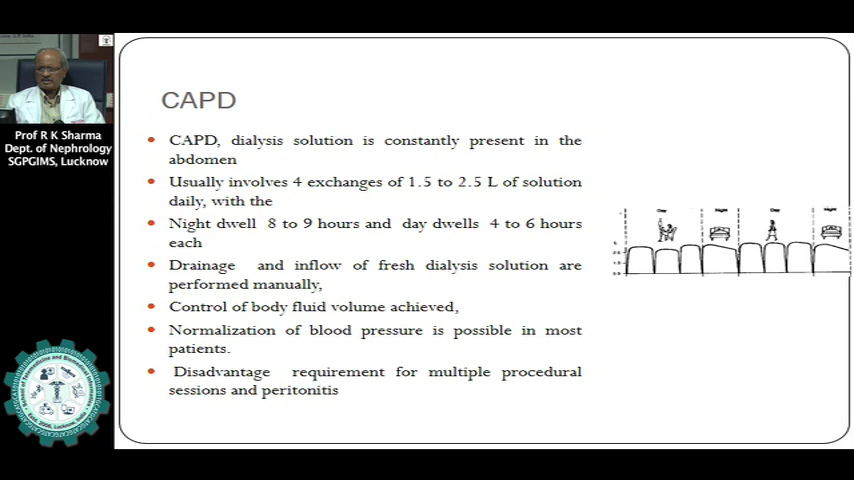 Prof R K Sharma
Dept. of Nephrology
SGPGIMS, Lucknow
CAPD
CAPD, dialysis solution is constantly present in the
abdomen
Usually involves 4 exchanges of 1.5 to 2.5 L of solution
daily, with the
Night dwell 8 to 9 hours and day dwells 4 to 6 hours
each
Drainage and inflow of fresh dialysis solution are
performed manually,
Control of body fluid volume achieved,
Normalization of blood pressure is possible in most
patients.
Disadvantage requirement for multiple procedural
sessions and peritonitis
Day Night Day Night